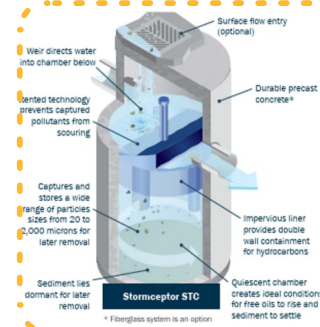 Surface flow entry
(optional)
Weir directs water
into chamber below
Durable precast
concrete*
technology
prevents captured
pollutants from
scouring
Captures and
stores a wide
range of particles
sizes from 20 to
2,000 microns for
later removal
Impervious liner
provides double
wall containment
for hydrocarbons
Sediment lies
dormant for later
removal
Stormceptor STC
Quiescent chamber
creates ideal conditions
for free oils to rise and
sediment to settle
* Fiberglass system is an option